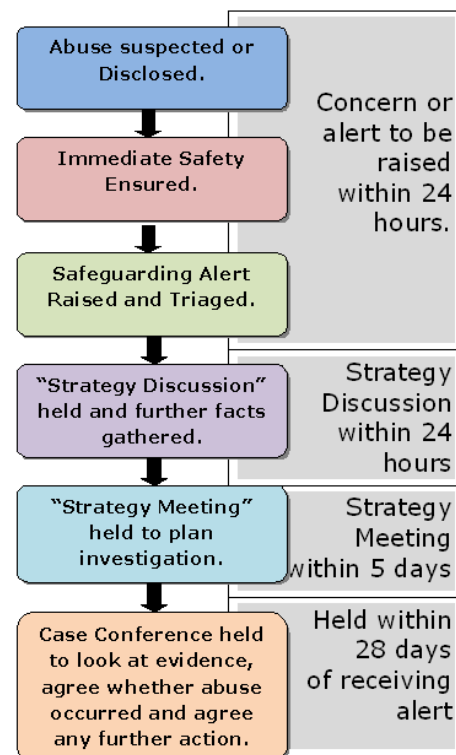 Abuse suspected or
Disclosed.
Immediate Safety
Ensured.
Safeguarding Alert
Raised and Triaged.
Concern or
alert to be
raised
within 24
hours.
“Strategy Discussion”
held and further facts
gathered.
Strategy
Discussion
within 24
hours
“Strategy Meeting”
held to plan
investigation.
Strategy
Meeting
within 5 days
Case Conference held
to look at evidence,
agree whether abuse
occurred and agree
any further action.
Held within
28 days
of receiving
alert